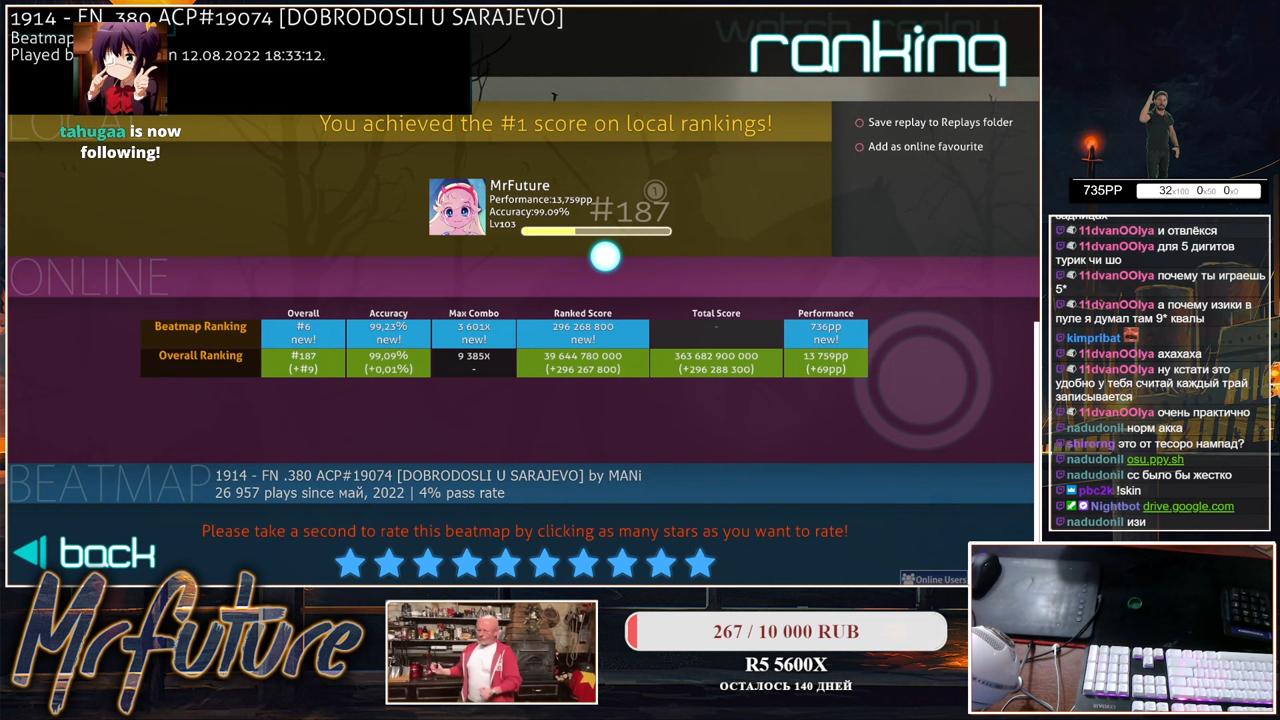 1914 - FN .380 ACP#19074 [DOBRODOSLI U SARAJEVO]
Beatmap
Played b
n 12.08.2022 18:33:12.
ranking
tahugaa is now
following!
You achieved the #1 score on local rankings!
Save replay to Replays folder
Add as online favourite
MrFuture
Performance:13,759pp
Accuracy:99.09%
Lv103
#187
1
ONLINE
Overall Accuracy Max Combo Ranked Score Total Score Performance
Beatmap Ranking #6 99,23% 3 601x 296 268 800 - 736pp
new! new! new! new! new!
Overall Ranking #187 99,09% 9 385x 39 644 780 000 363 682 900 000 13 759pp
(+#9) (+0,01%) - (+296 267 800) (+296 288 300) (+69pp)
BEATMAP
1914 - FN .380 ACP#19074 [DOBRODOSLI U SARAJEVO] by MANi
26 957 plays since май, 2022 | 4% pass rate
Please take a second to rate this beatmap by clicking as many stars as you want to rate!
back
Online Users
MrFuture
267 / 10 000 RUB
R5 5600X
ОСТАЛОСЬ 140 ДНЕЙ
735PP 32x100 0x50 0x0
задницах
11dvanOOlya и отвлёкся
11dvanOOlya для 5 дигитов
турик чи шо
11dvanOOlya почему ты играешь
5*
11dvanOOlya а почему изики в
пуле я думал там 9* квалы
kimpribat
11dvanOOlya ахахаха
11dvanOOlya ну кстати это
удобно у тебя считай каждый трай
записывается
11dvanOOlya очень практично
nadudonll норм акка
shirorng это от тесоро нампад?
nadudonll osu.ppy.sh
nadudonll сс было бы жестко
pbc2k !skin
Nightbot drive.google.com
nadudonll изи